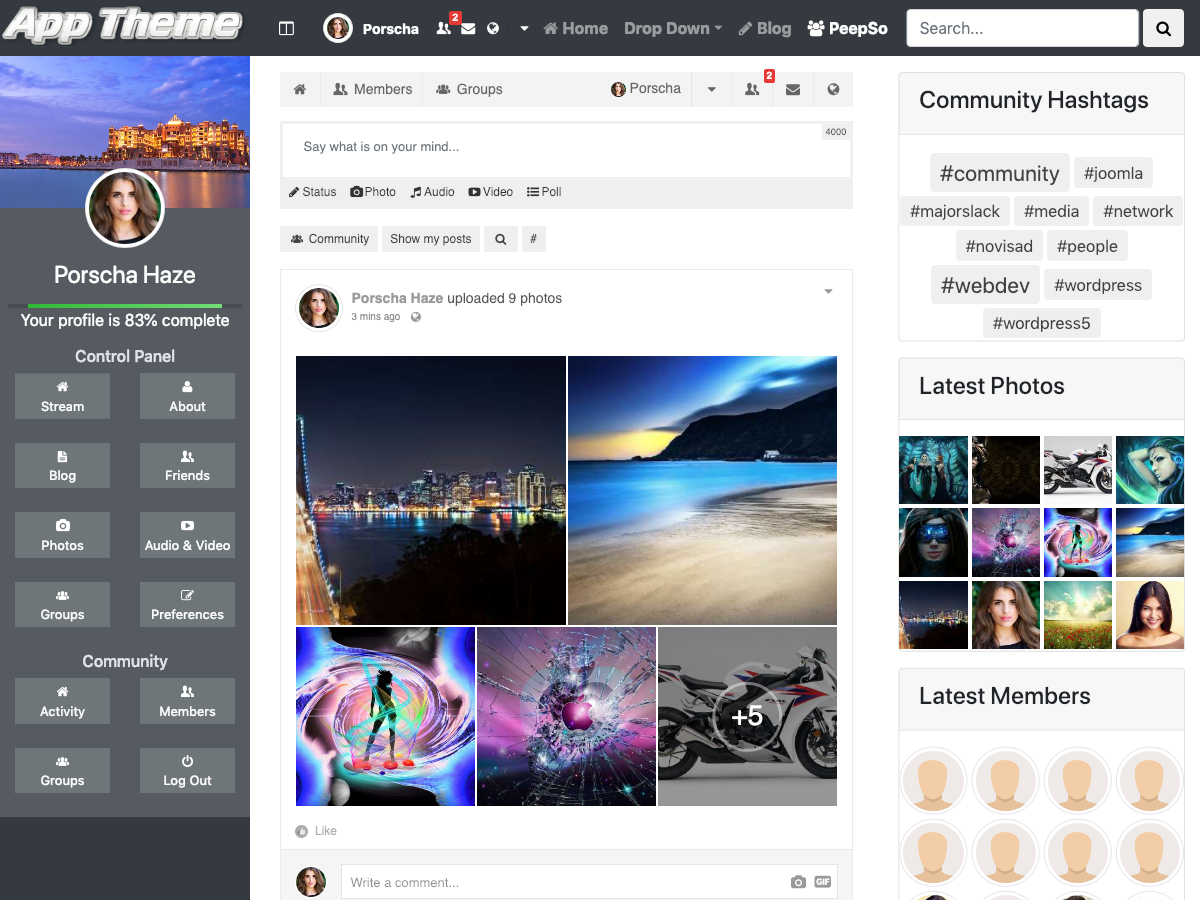 App Theme
Porscha
2
Home
Drop Down
Blog
PeepSo
Search...
Porscha Haze
Your profile is 83% complete
Control Panel
Stream
About
Blog
Friends
Photos
Audio & Video
Groups
Preferences
Community
Activity
Members
Groups
Log Out
Members
Groups
Porscha
2
4000
Say what is on your mind...
Status
Photo
Audio
Video
Poll
Community
Show my posts
#
Porscha Haze uploaded 9 photos
3 mins ago
+5
Like
Write a comment...
GIF
Community Hashtags
#community #joomla
#majorslack #media #network
#novisad #people
#webdev #wordpress
#wordpress5
Latest Photos
Latest Members